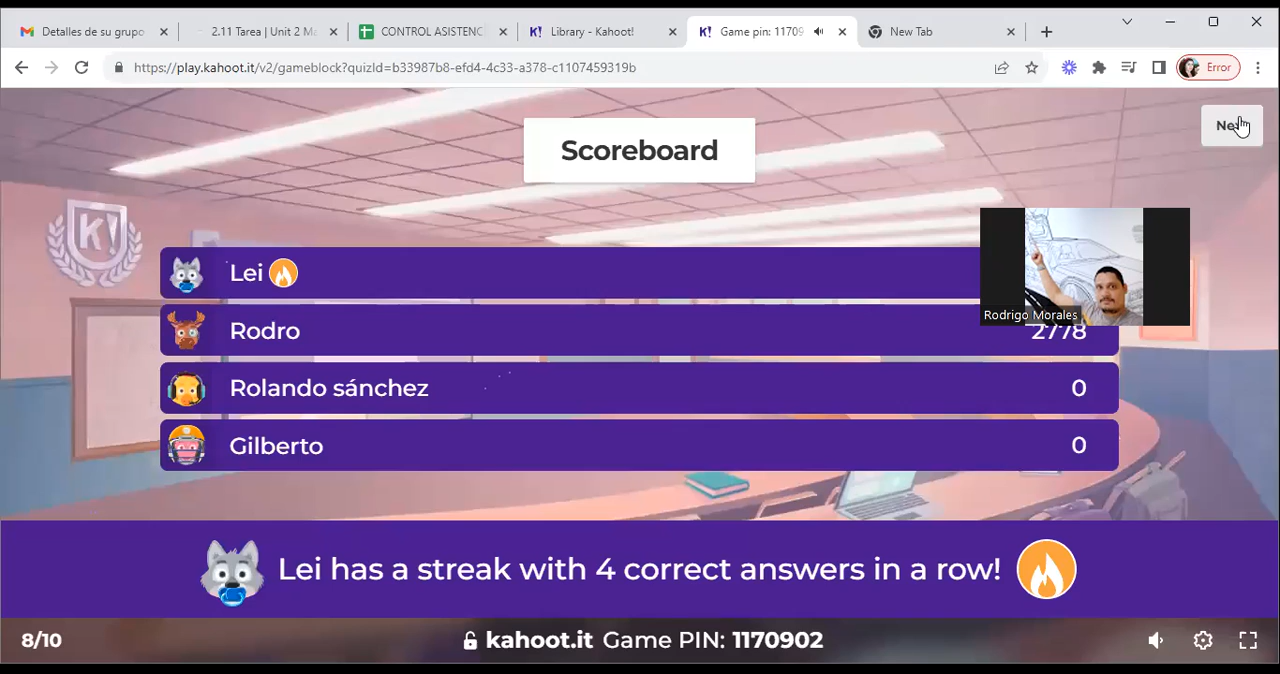 Detalles de su grupo
2.11 Tarea | Unit 2 Ma
CONTROL ASISTENC
Library - Kahoot!
Game pin: 11709
New Tab
https://play.kahoot.it/v2/gameblock?quizId=b33987b8-efd4-4c33-a378-c1107459319b
Error
Scoreboard
K!
Lei
Rodrigo Morales
Rodro
2778
Rolando sánchez
0
Gilberto
0
Lei has a streak with 4 correct answers in a row!
8/10
kahoot.it Game PIN: 1170902